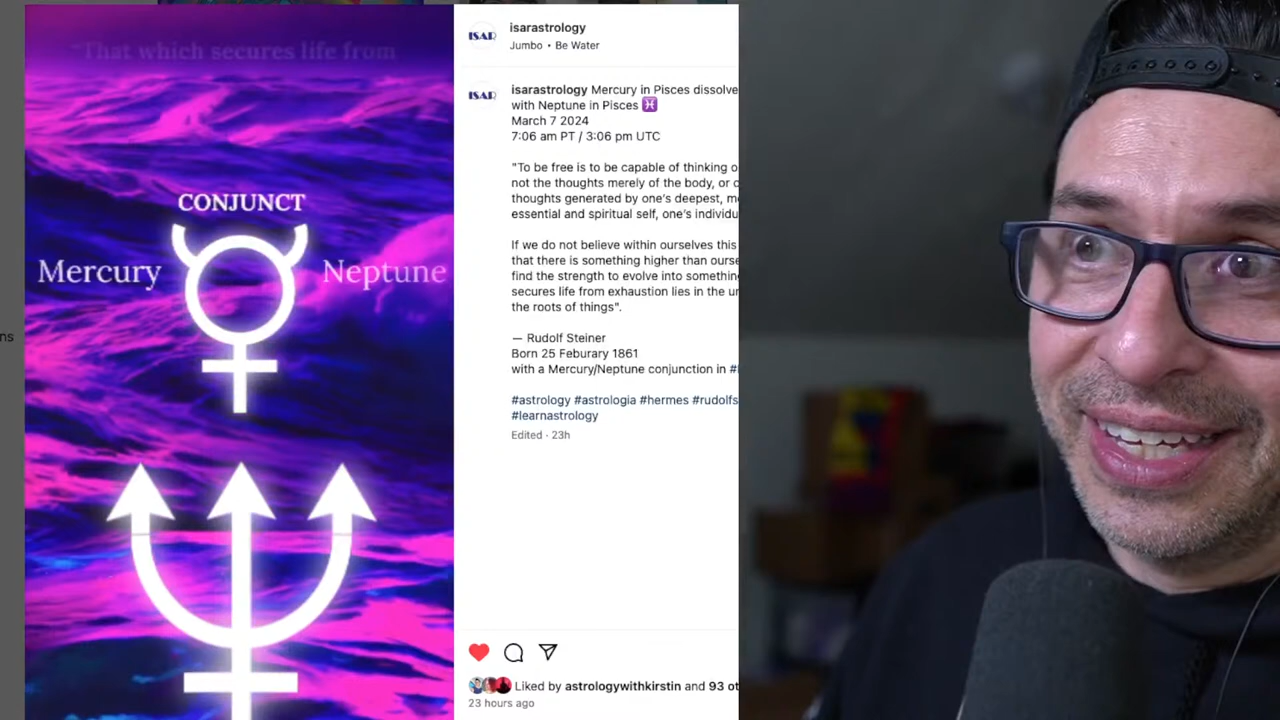 "That which secures life from
CONJUNCT
Mercury
Neptune
ns
ISAR
isarastrology
Jumbo • Be Water
ISAR
isarastrology Mercury in Pisces dissolve
with Neptune in Pisces ♓
March 7 2024
7:06 am PT / 3:06 pm UTC
"To be free is to be capable of thinking o
not the thoughts merely of the body, or
thoughts generated by one's deepest, m
essential and spiritual self, one's individu
If we do not believe within ourselves this
that there is something higher than ourse
find the strength to evolve into somethin
secures life from exhaustion lies in the ur
the roots of things".
— Rudolf Steiner
Born 25 Feburary 1861
with a Mercury/Neptune conjunction in #
#astrology #astrologia #hermes #rudolfs
#learnastrology
Edited · 23h
Liked by astrologywithkirstin and 93 ot
23 hours ago